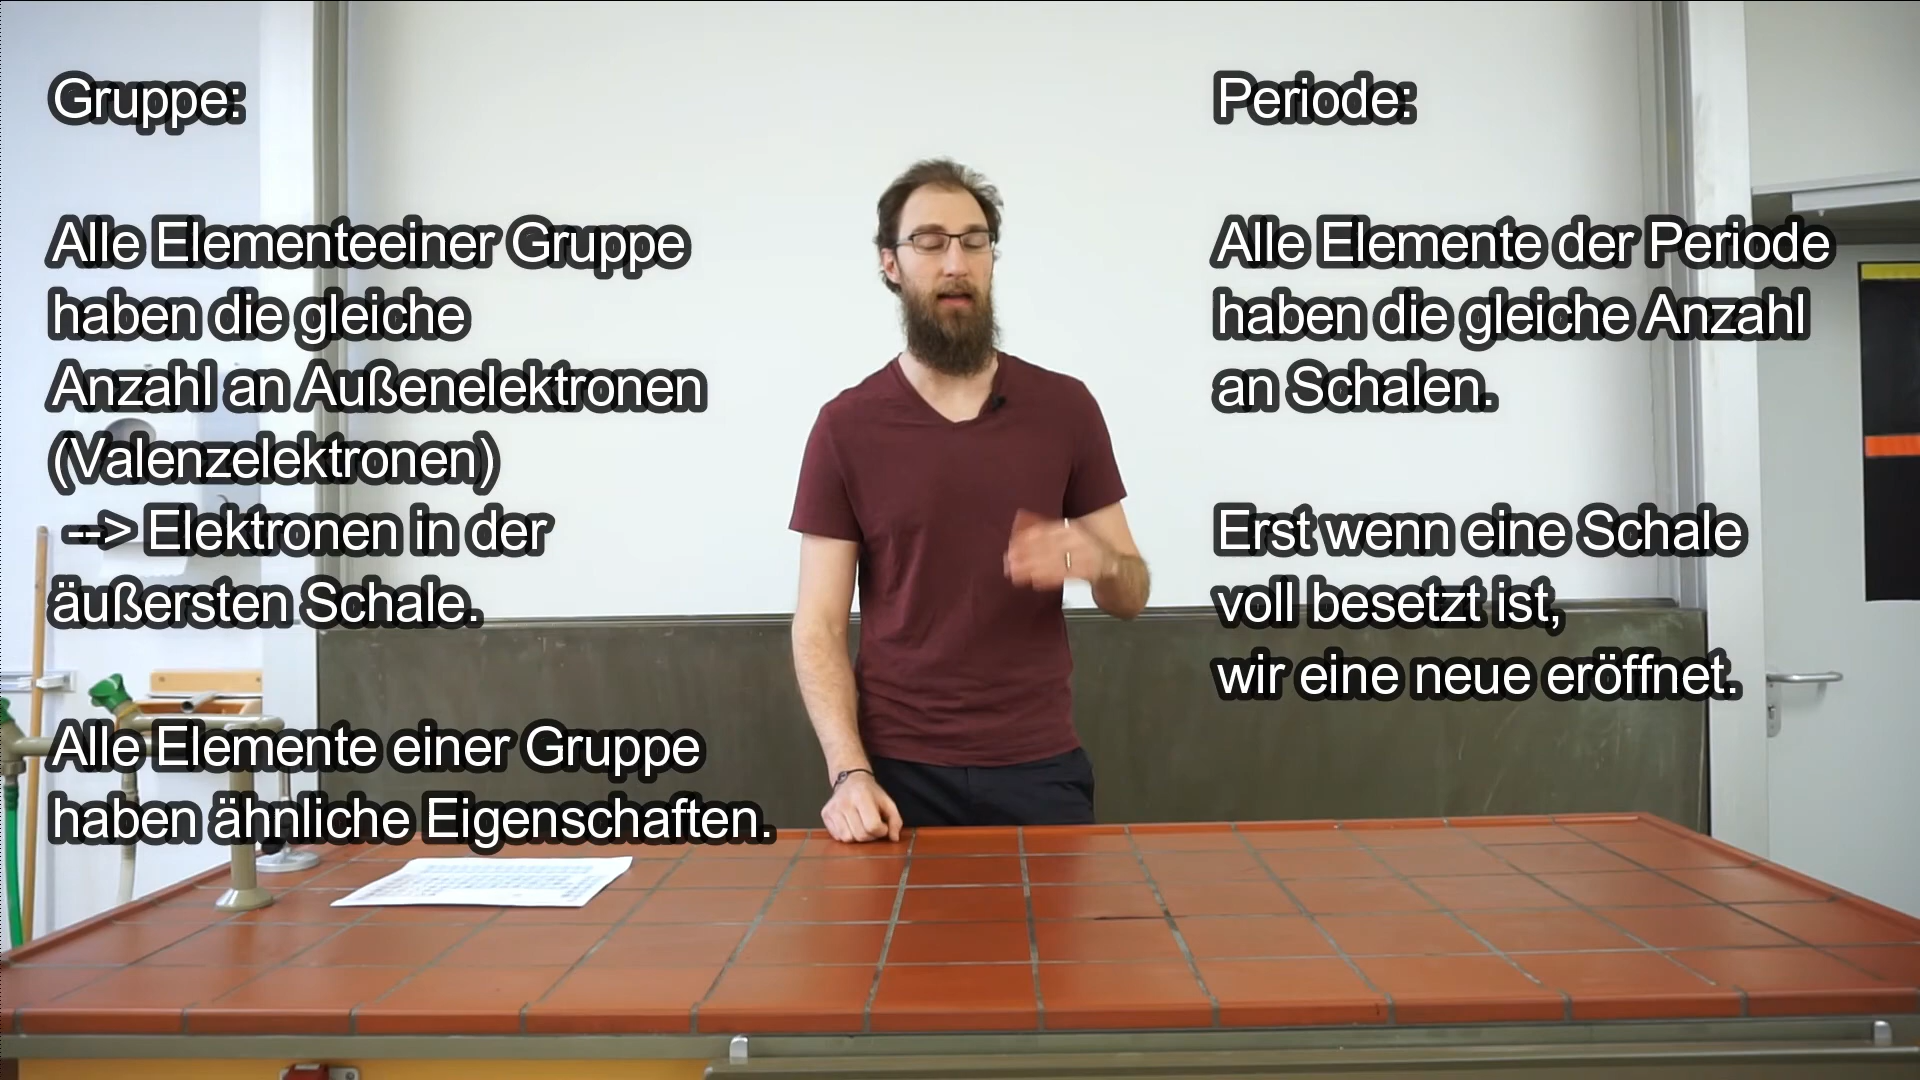 Gruppe:
Alle Elementeeiner Gruppe
haben die gleiche
Anzahl an Außenelektronen
(Valenzelektronen)
--> Elektronen in der
äußersten Schale.
Alle Elemente einer Gruppe
haben ähnliche Eigenschaften.
Periode:
Alle Elemente der Periode
haben die gleiche Anzahl
an Schalen.
Erst wenn eine Schale
voll besetzt ist,
wir eine neue eröffnet.